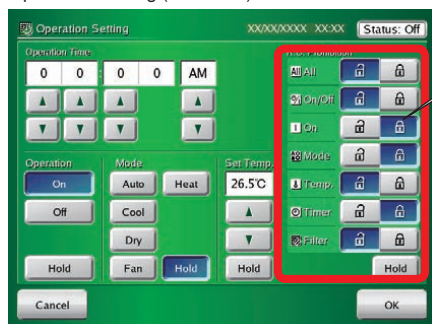 Operation Setting XX/XX/XXXX XX:XX Status: Off
Operation Time R.C. Prohibition
0 0 : 0 0 AM
All
On/Off
On
Mode
Temp.
Timer
Filter
Hold
Operation Mode Set Temp.
On Auto Heat 26.5℃
Off Cool
Dry
Hold Fan Hold Hold
Cancel OK